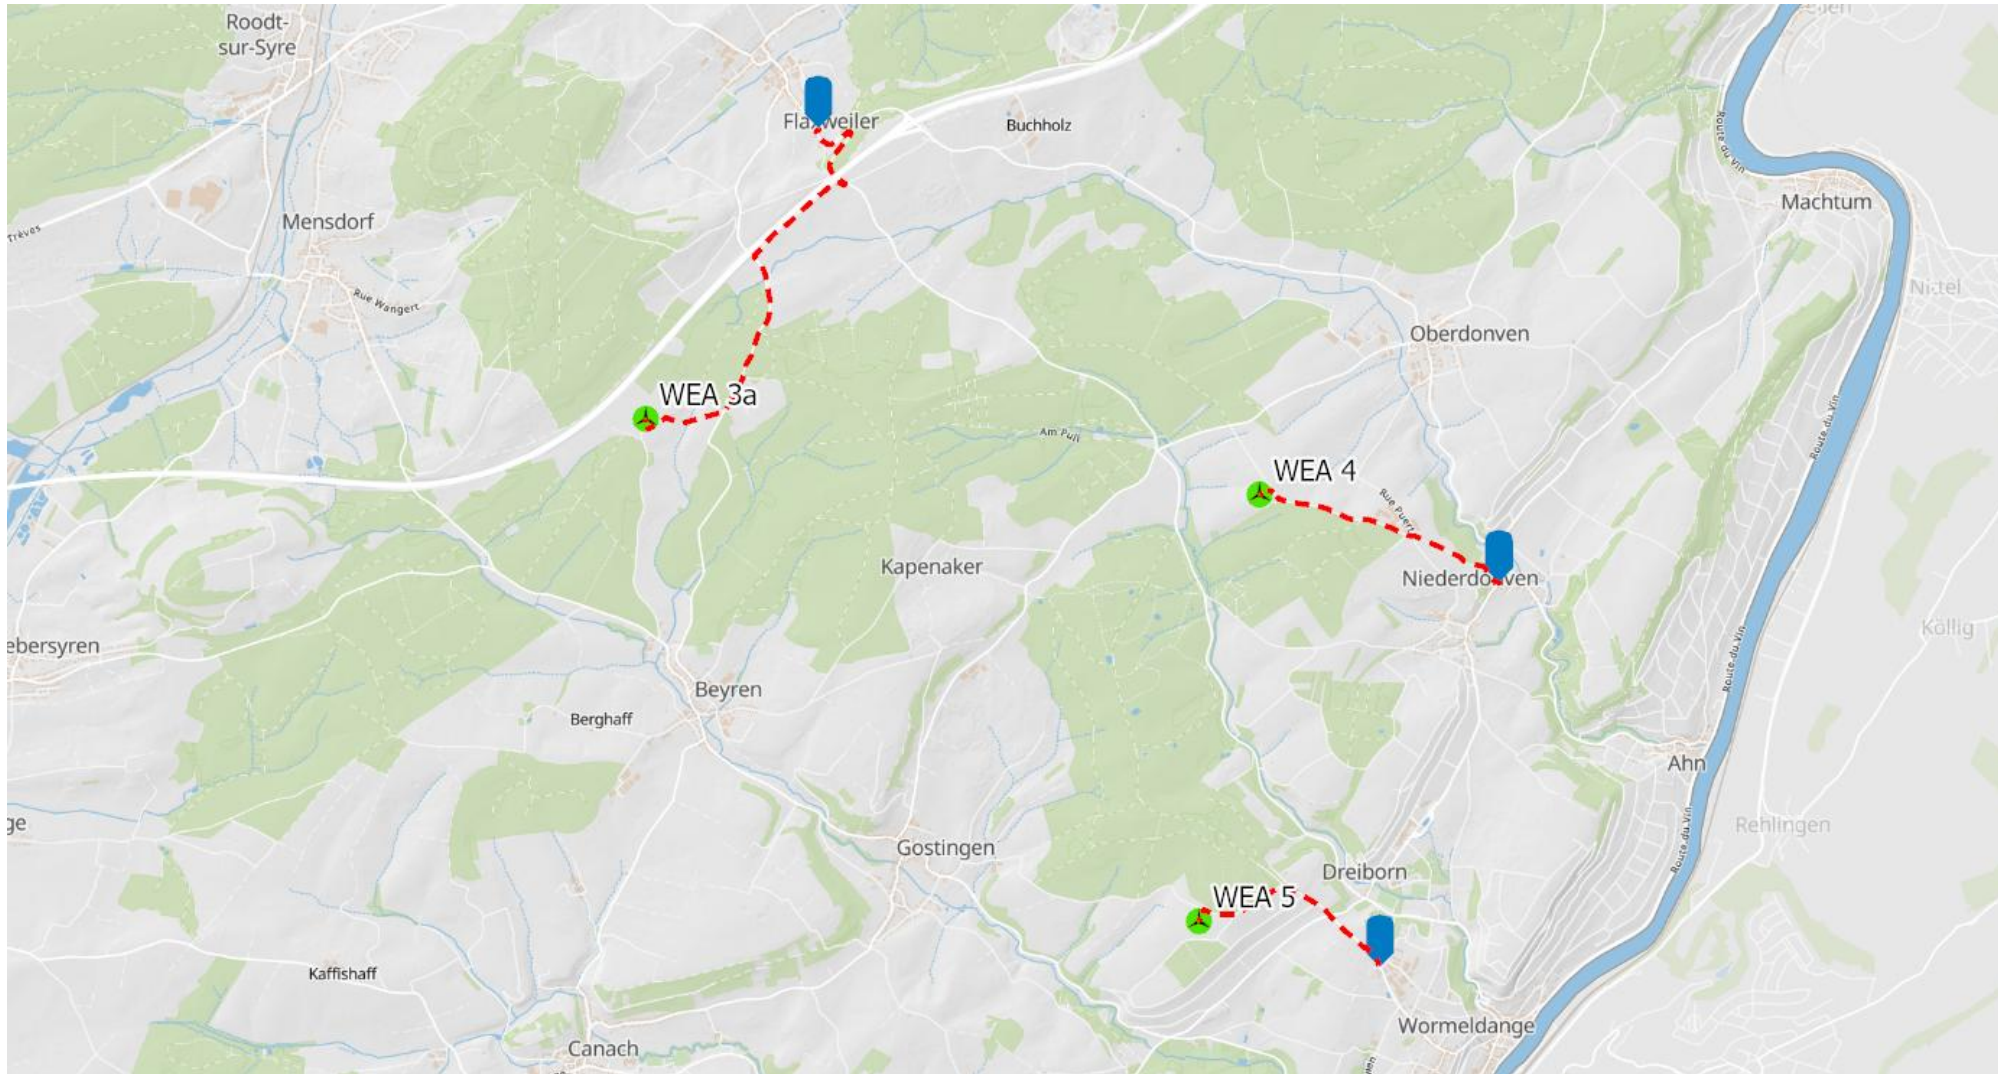 Roodt-
sur-Syre
Flaxweiler
Buchholz
Route du Vin
Machtum
Mensdorf
Trèves
Rue Wangert
Nittel
Oberdonven
WEA 3a
Route du Vin
Am Pull
WEA 4
Rue Puert
Kapenaker
Niederdonven
Köllig
ebersyren
Route du Vin
Beyren
Berghaff
Ahn
ge
Rehlingen
Gostingen
Route du Vin
Dreiborn
WEA 5
Kaffishaff
Wormeldange
Canach